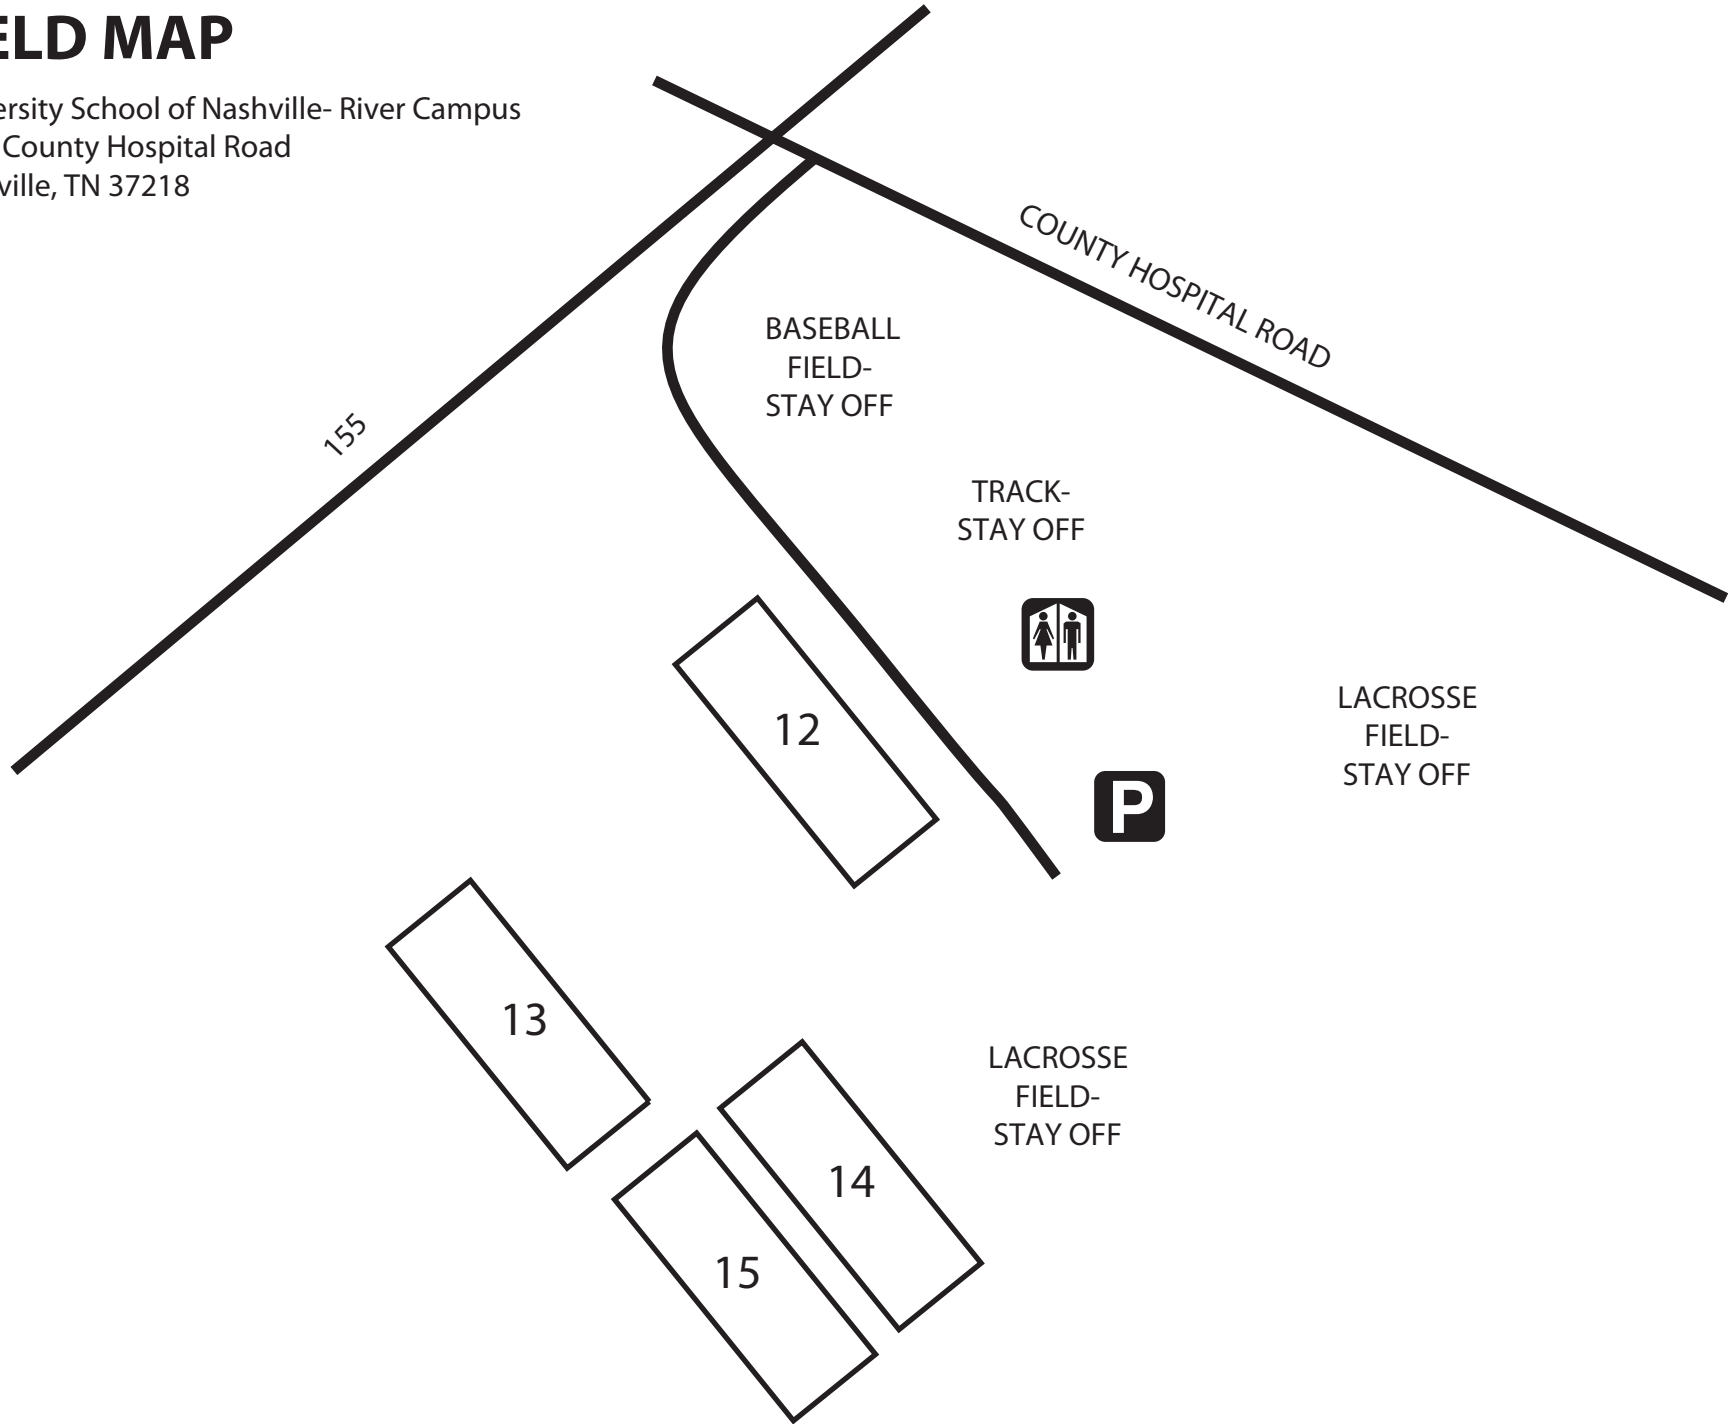 ELD MAP
ersity School of Nashville- River Campus
County Hospital Road
ville, TN 37218
COUNTY HOSPITAL ROAD
155
BASEBALL
FIELD-
STAY OFF
TRACK-
STAY OFF
LACROSSE
FIELD-
STAY OFF
12
P
13
LACROSSE
FIELD-
STAY OFF
14
15